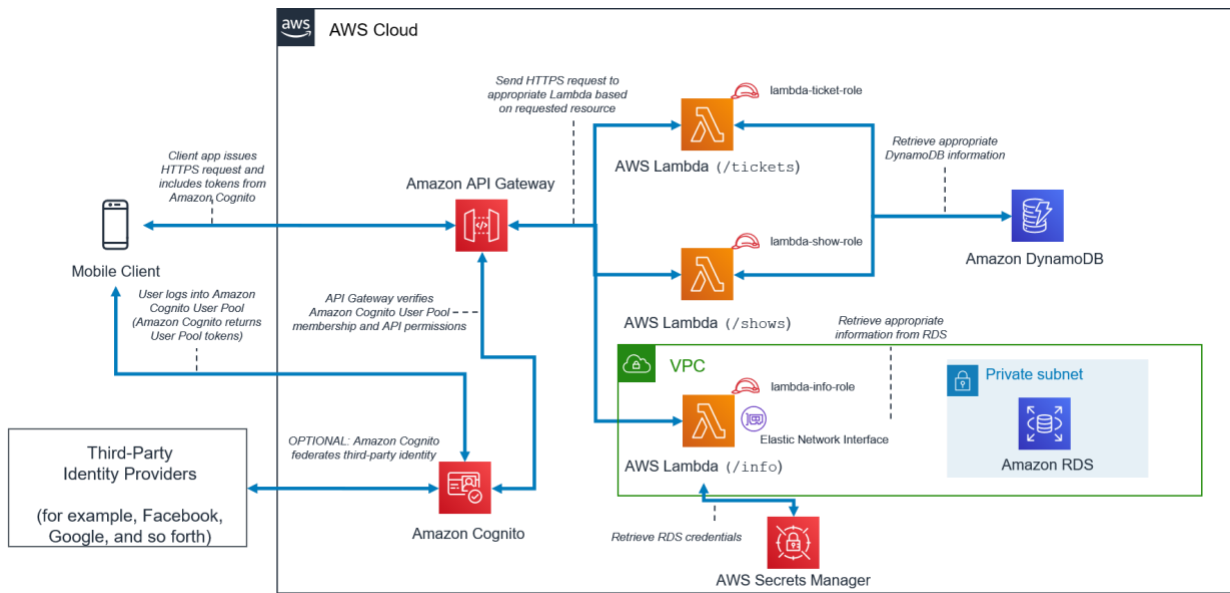 aws
AWS Cloud
Send HTTPS request to
appropriate Lambda based
on requested resource
lambda-ticket-role
AWS Lambda (/tickets)
Retrieve appropriate
DynamoDB information
Client app issues
HTTPS request and
includes tokens from
Amazon Cognito
Amazon API Gateway
Mobile Client
lambda-show-role
Amazon DynamoDB
User logs into Amazon
Cognito User Pool
(Amazon Cognito returns
User Pool tokens)
API Gateway verifies
Amazon Cognito User Pool
membership and API permissions
AWS Lambda (/shows)
Retrieve appropriate
information from RDS
VPC
lambda-info-role
Elastic Network Interface
AWS Lambda (/info)
Private subnet
Amazon RDS
Third-Party
Identity Providers
(for example, Facebook,
Google, and so forth)
OPTIONAL: Amazon Cognito
federates third-party identity
Amazon Cognito
Retrieve RDS credentials
AWS Secrets Manager